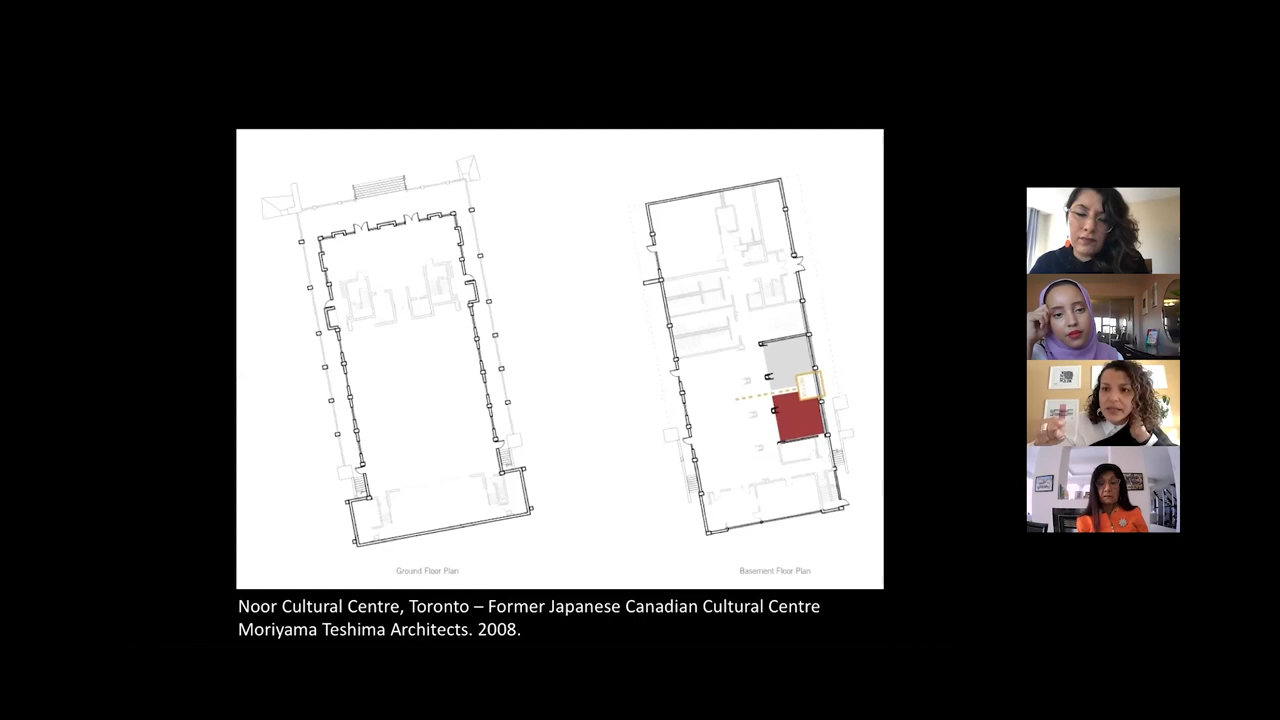 Ground Floor Plan
Basement Floor Plan
Noor Cultural Centre, Toronto – Former Japanese Canadian Cultural Centre
Moriyama Teshima Architects. 2008.